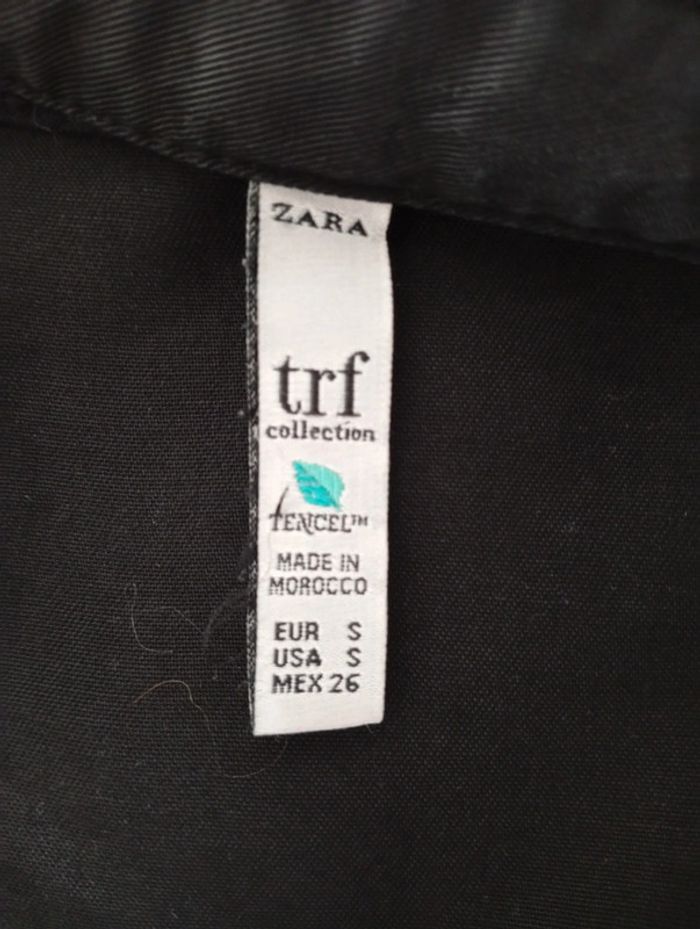 ZARA
trf
collection
TENCEL™
MADE IN
MOROCCO
EUR S
USA S
MEX 26